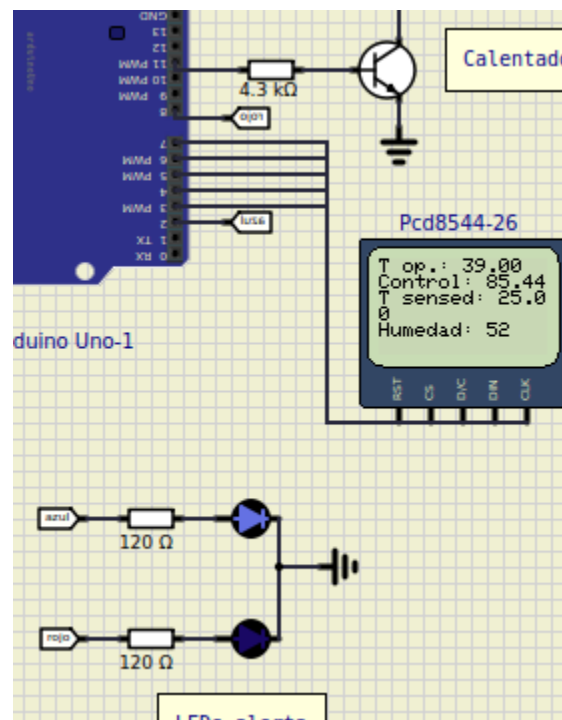 GND
13
12
11 PWM
10 PWM
9 PWM
8
7
6 PWM
5 PWM
4
3 PWM
2
1 TX
0 RX
4.3 kΩ
rojo
azul
Calentado
Pcd8544-26
T op.: 39.00
Control: 85.44
T sensed: 25.0
0
Humedad: 52
RST CS D/C DIN CLK
duino Uno-1
azul
120 Ω
rojo
120 Ω
LEDs alerta